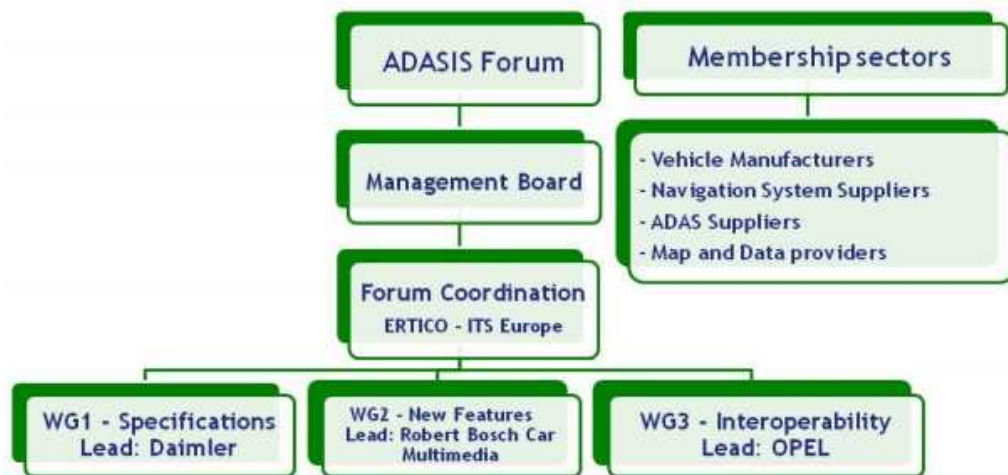 ADASIS Forum
Membership sectors
Management Board
- Vehicle Manufacturers
- Navigation System Suppliers
- ADAS Suppliers
- Map and Data providers
Forum Coordination
ERTICO - ITS Europe
WG1 - Specifications
Lead: Daimler
WG2 - New Features
Lead: Robert Bosch Car
Multimedia
WG3 - Interoperability
Lead: OPEL